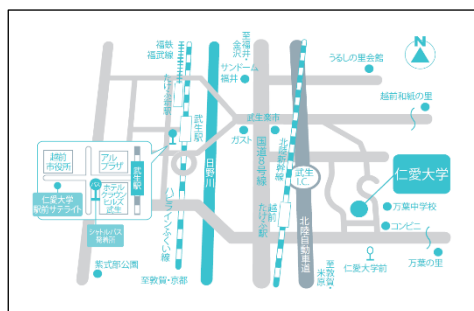 福鉄
福武線
至福井・
金沢
サンドーム
福井
うるしの里会館
N
たけふ新駅
武生駅
越前和紙の里
武生楽市
ガスト
国道8号線
北陸新幹線
日野川
越前
市役所
アル
プラザ
武生駅
仁愛大学
駅前サテライト
ホテル
クラウン
ヒルズ
武生
シャトルバス
発着所
ハピラインふくい線
武生
I.C.
仁愛大学
越前
たけふ駅
北陸自動車道
万葉中学校
コンビニ
紫式部公園
至敦賀・京都
至敦賀・
米原
仁愛大学前
万葉の里